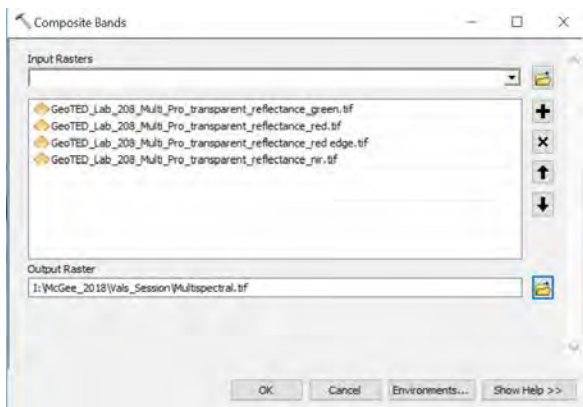 Composite Bands
Input Rasters
GeoTED_Lab_208_Multi_Pro_transparent_reflectance_green.tif
GeoTED_Lab_208_Multi_Pro_transparent_reflectance_red.tif
GeoTED_Lab_208_Multi_Pro_transparent_reflectance_red edge.tif
GeoTED_Lab_208_Multi_Pro_transparent_reflectance_nir.tif
Output Raster
I:\McGee_2018\Vals_Session\Multispectral.tif
OK Cancel Environments... Show Help >>